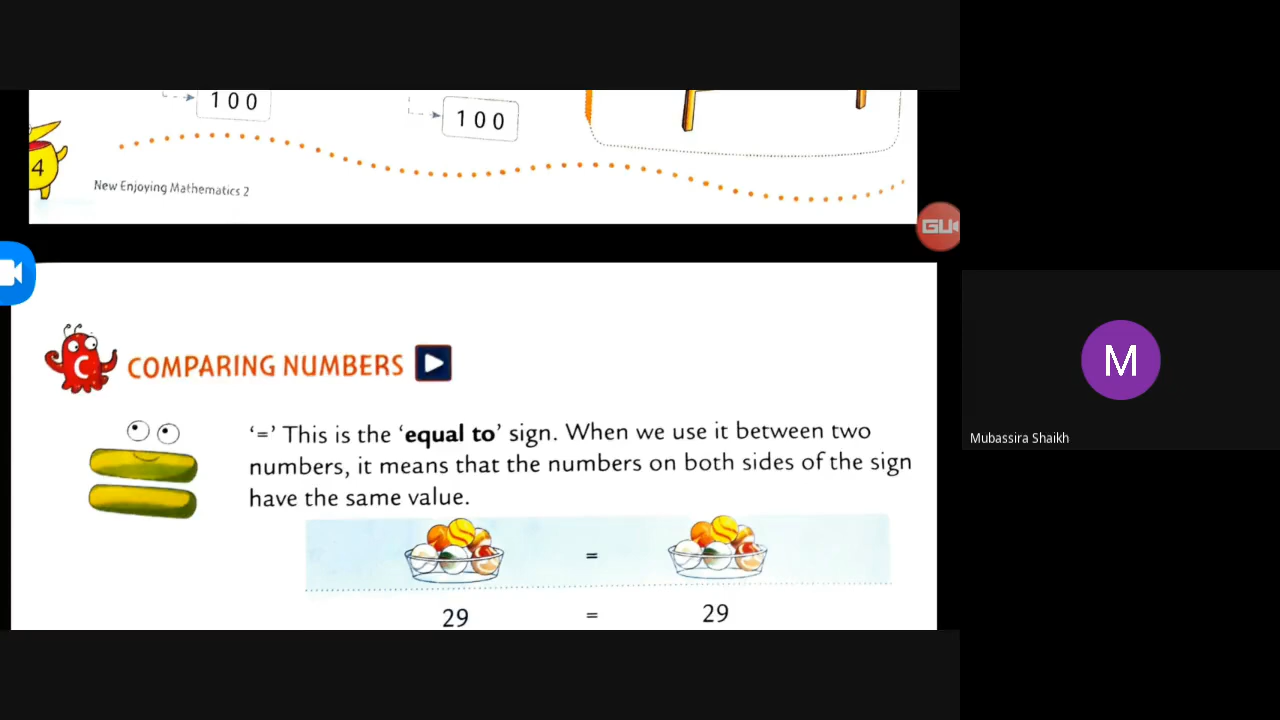 100
100
4
New Enjoying Mathematics 2
GU
C
COMPARING NUMBERS
‘=’ This is the ‘equal to’ sign. When we use it between two
numbers, it means that the numbers on both sides of the sign
have the same value.
=
29 = 29
M
Mubassira Shaikh